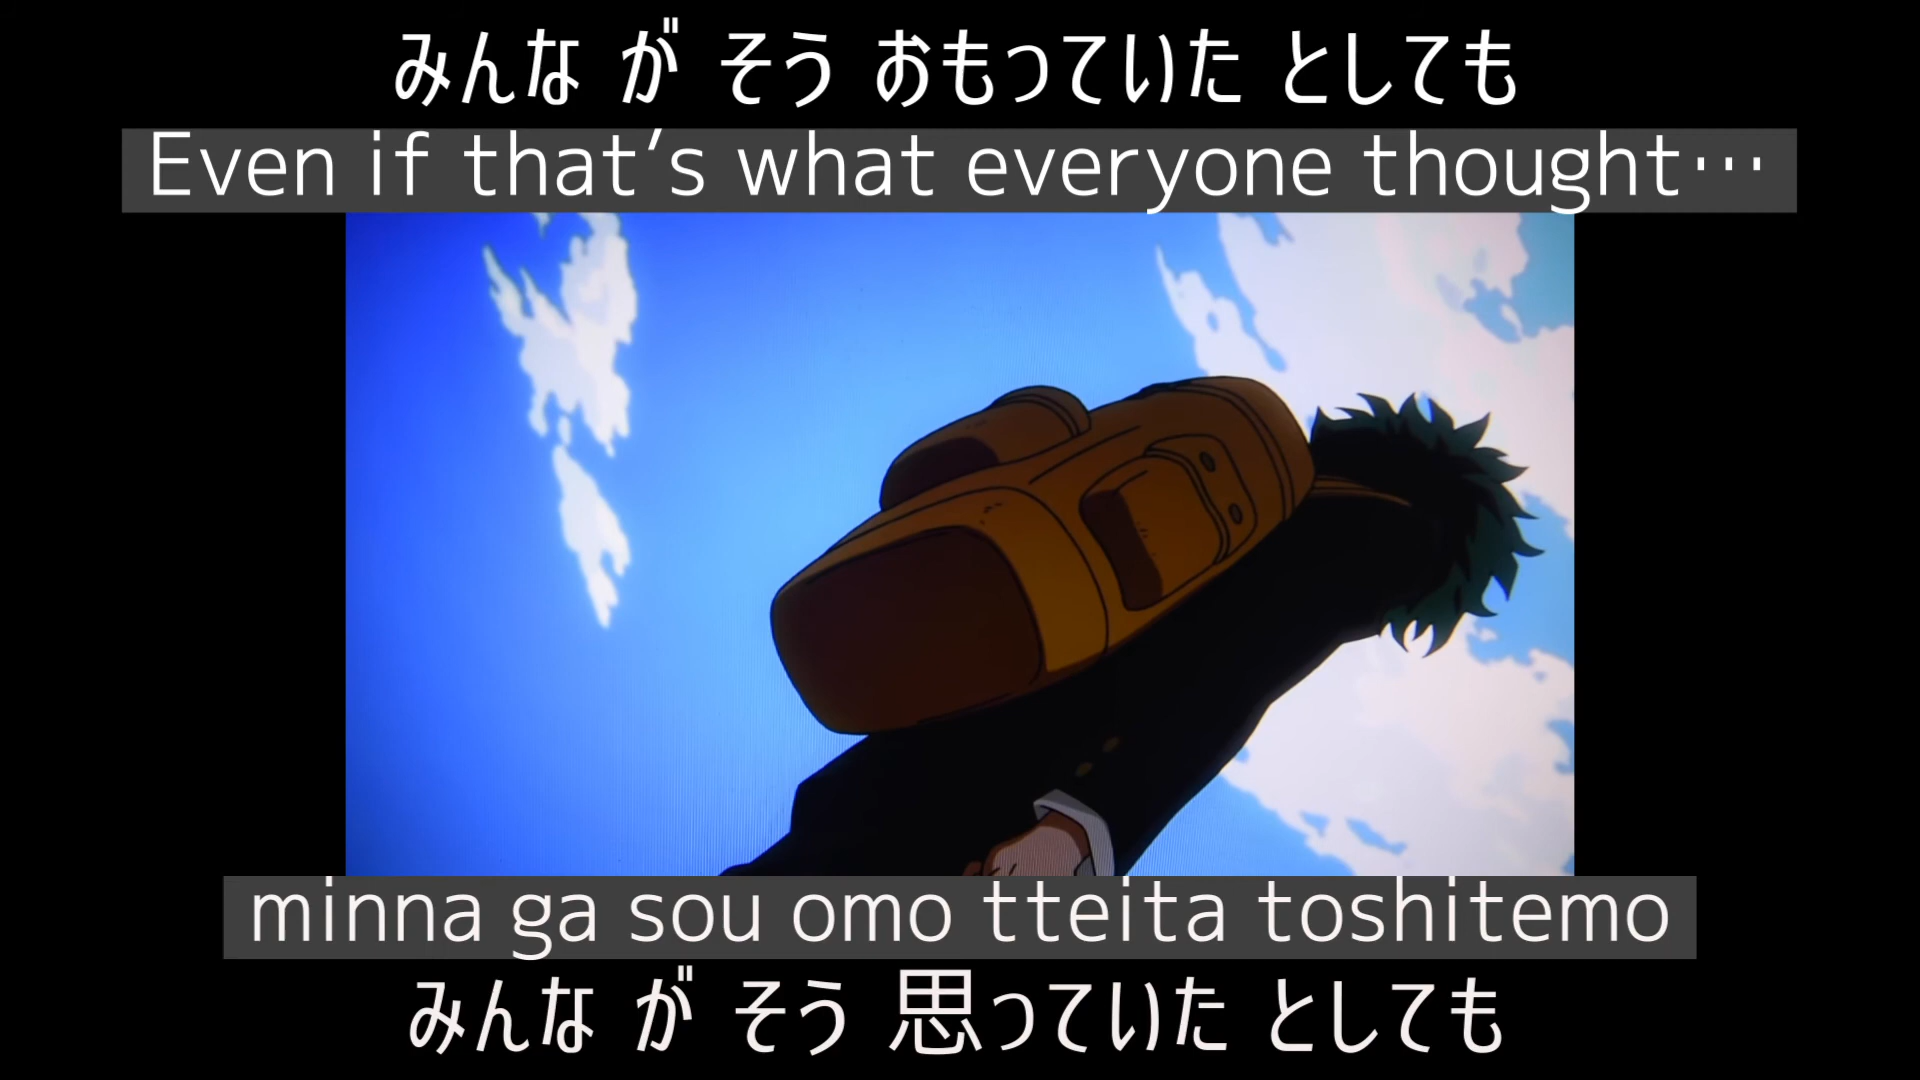 みんな が そう おもっていた としても
Even if that's what everyone thought…
minna ga sou omo tteita toshitemo
みんな が そう 思っていた としても